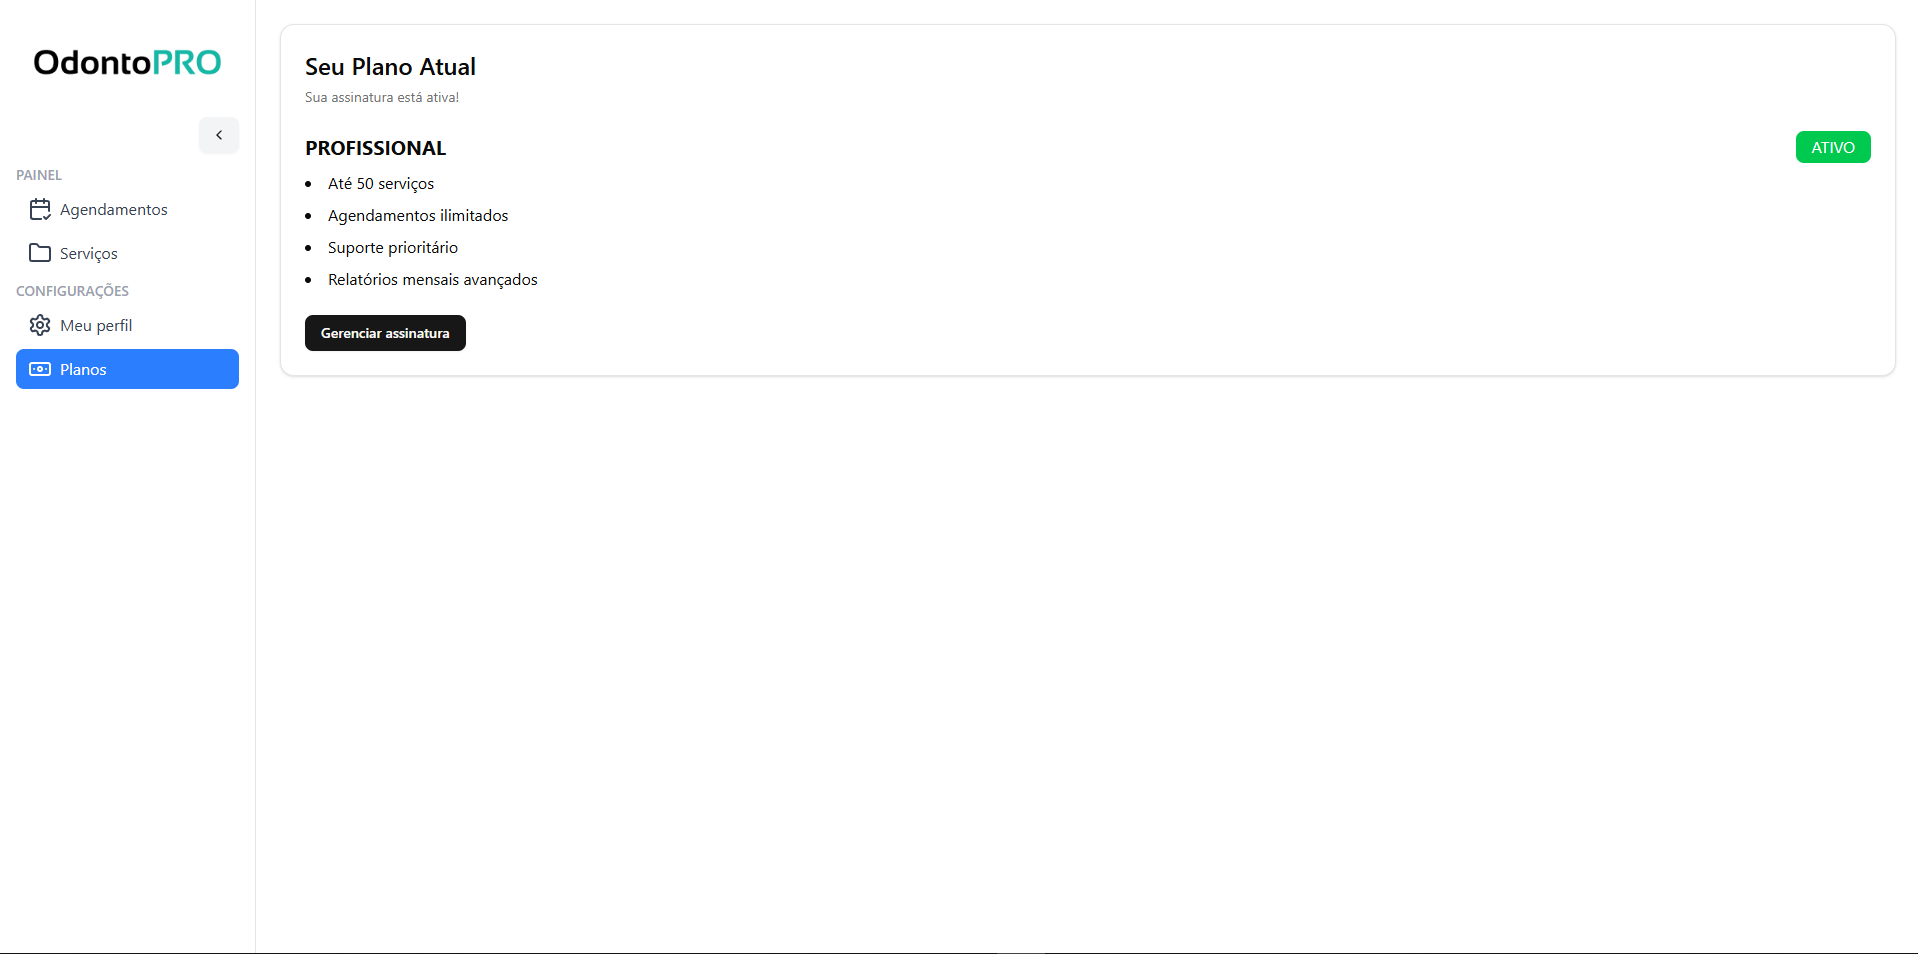 OdontoPRO
PAINEL
Agendamentos
Serviços
CONFIGURAÇÕES
Meu perfil
Planos
Seu Plano Atual
Sua assinatura está ativa!
PROFISSIONAL
ATIVO
Até 50 serviços
Agendamentos ilimitados
Suporte prioritário
Relatórios mensais avançados
Gerenciar assinatura